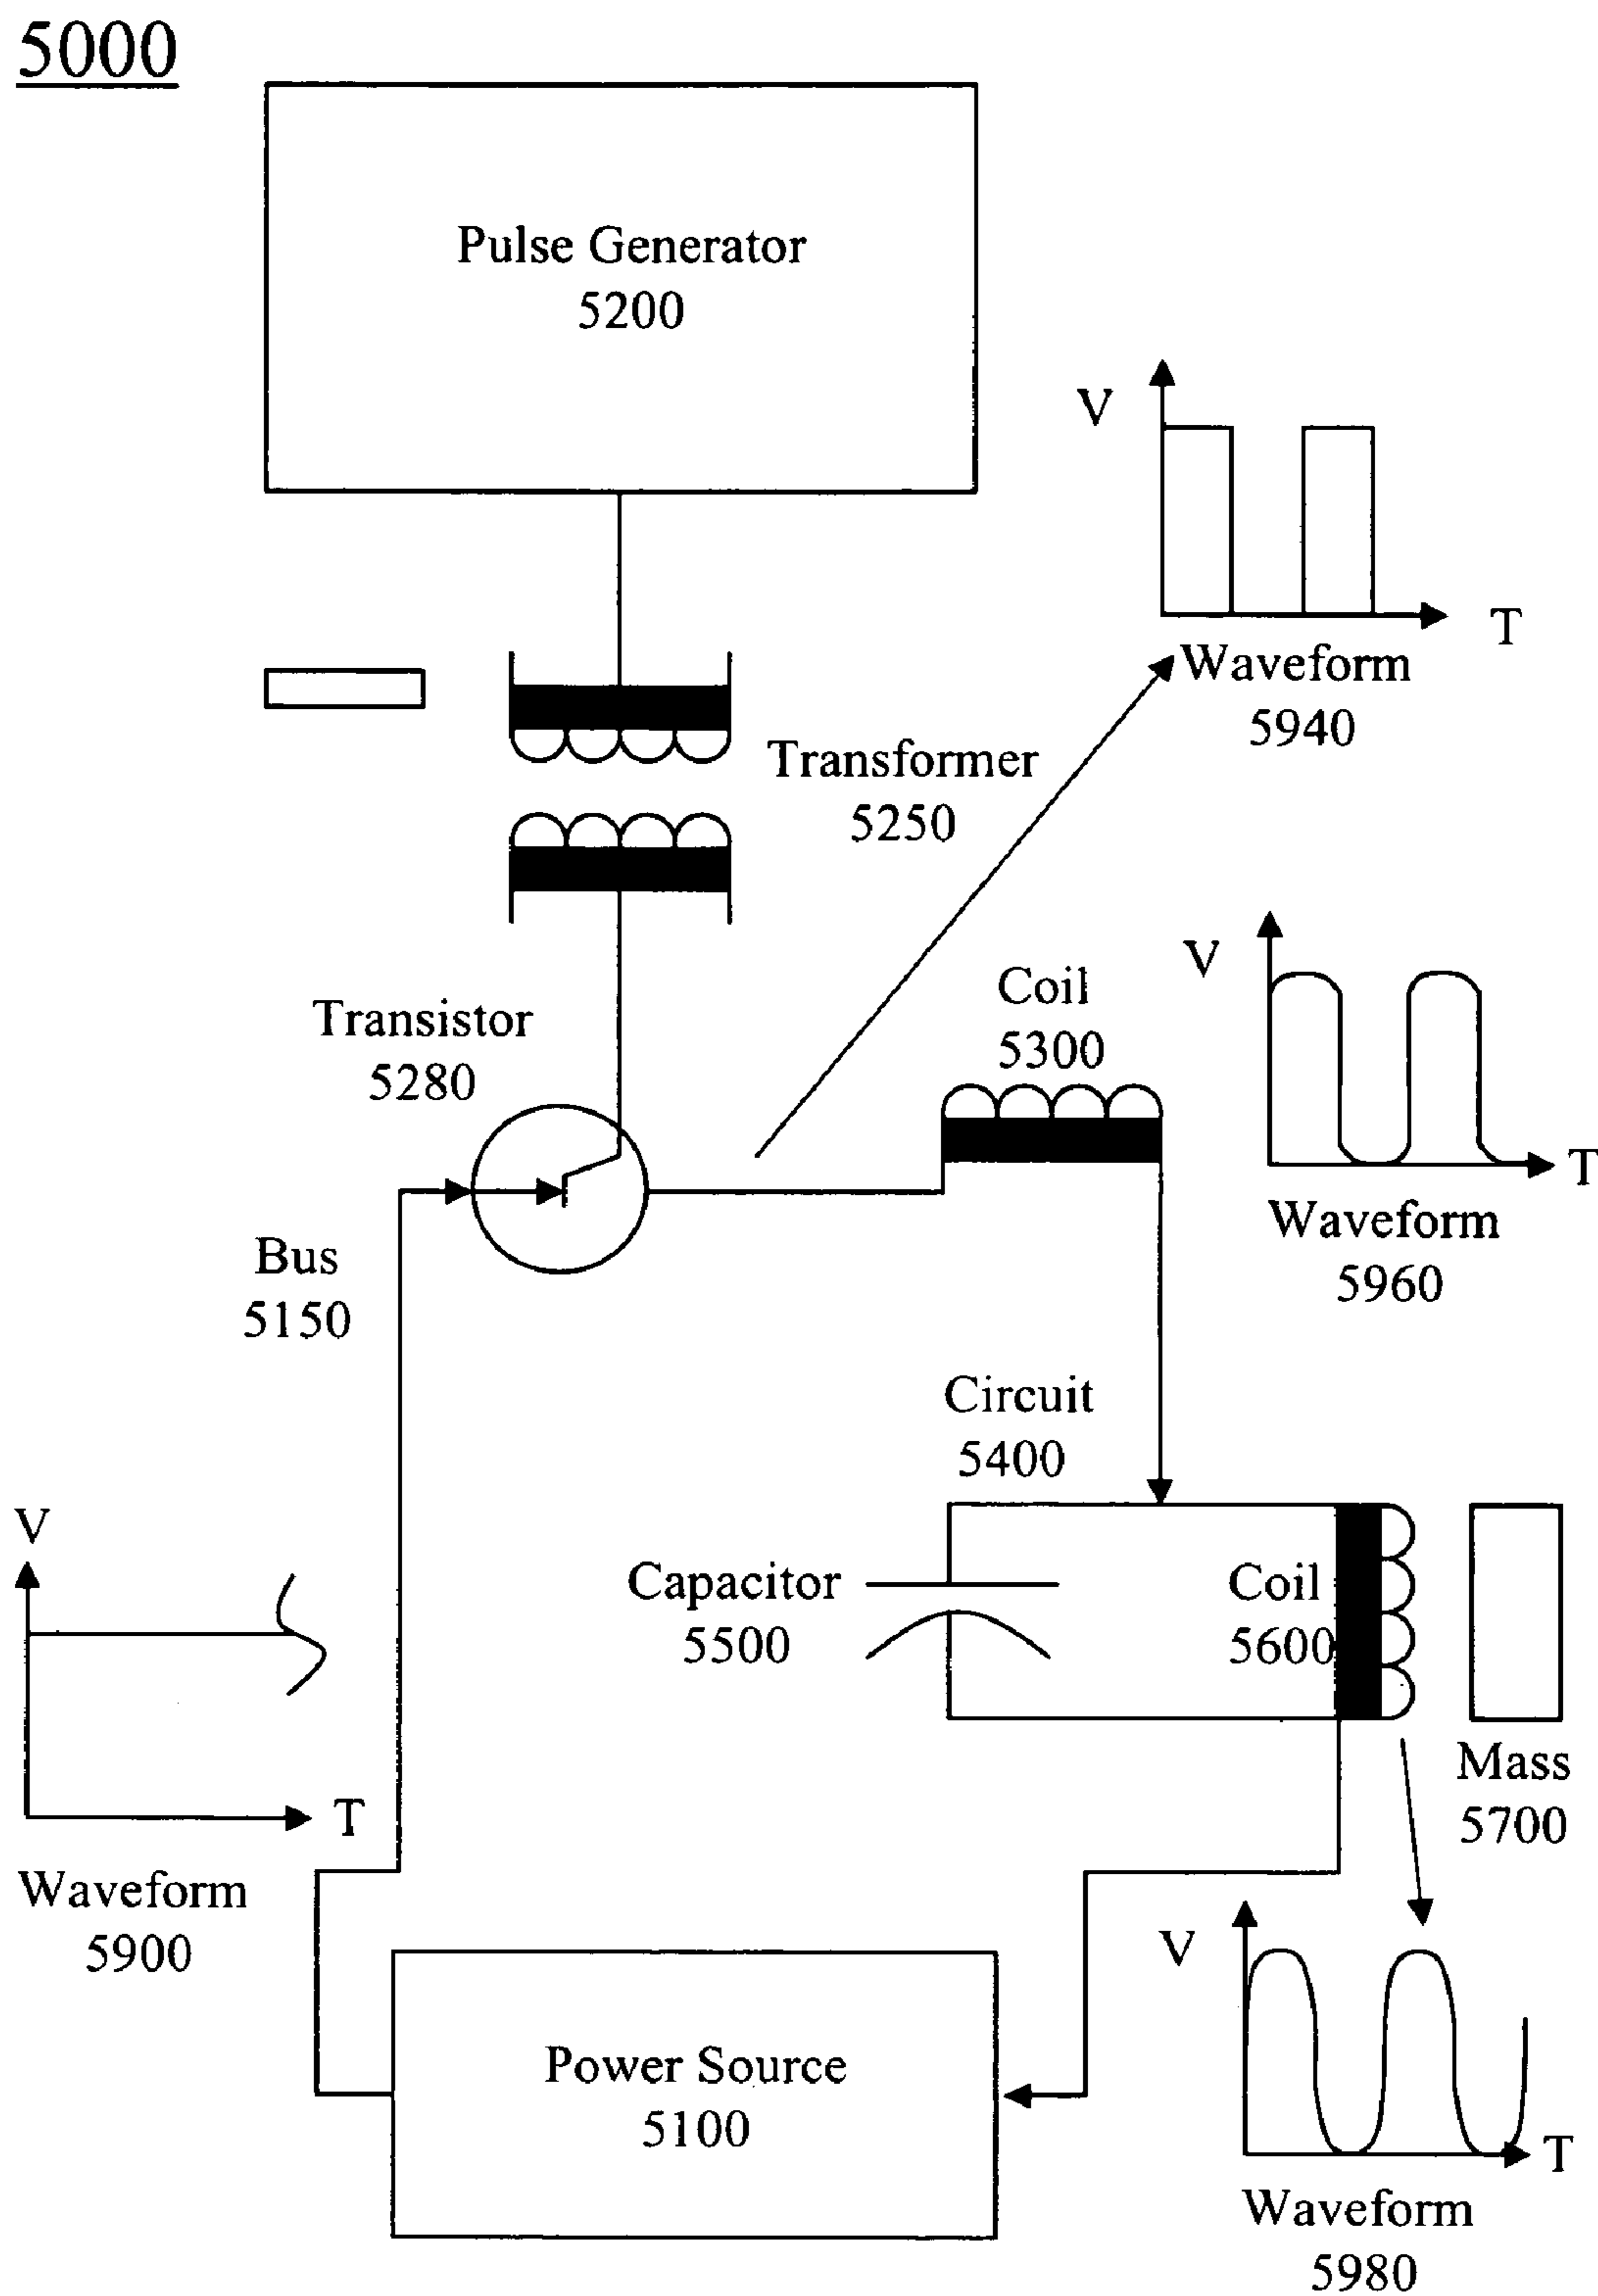 5000
Pulse Generator
5200
V
T
Waveform
5940
Transformer
5250
V
T
Waveform
5960
Coil
5300
Transistor
5280
Bus
5150
Circuit
5400
V
T
Waveform
5900
Capacitor
5500
Coil
5600
Mass
5700
Power Source
5100
V
T
Waveform
5980